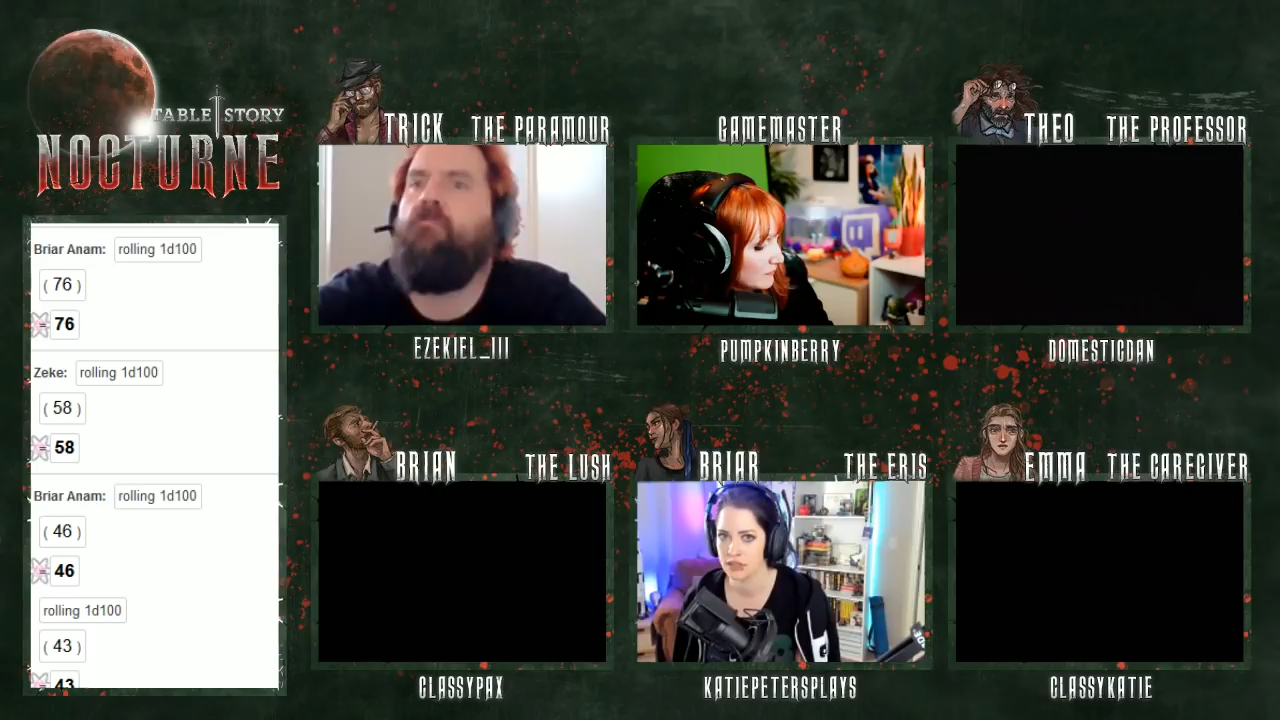 TABLE STORY
NOCTURNE
Briar Anam: rolling 1d100
( 76 )
= 76
Zeke: rolling 1d100
( 58 )
= 58
Briar Anam: rolling 1d100
( 46 )
= 46
rolling 1d100
( 43 )
= 43
TRICK THE PARAMOUR
EZEKIEL_III
GAMEMASTER
PUMPKINBERRY
THEO THE PROFESSOR
DOMESTICDAN
BRIAN THE LUSH
CLASSYPAX
BRIAR THE ERIS
KATIEPETERSPLAYS
EMMA THE CAREGIVER
CLASSYKATIE